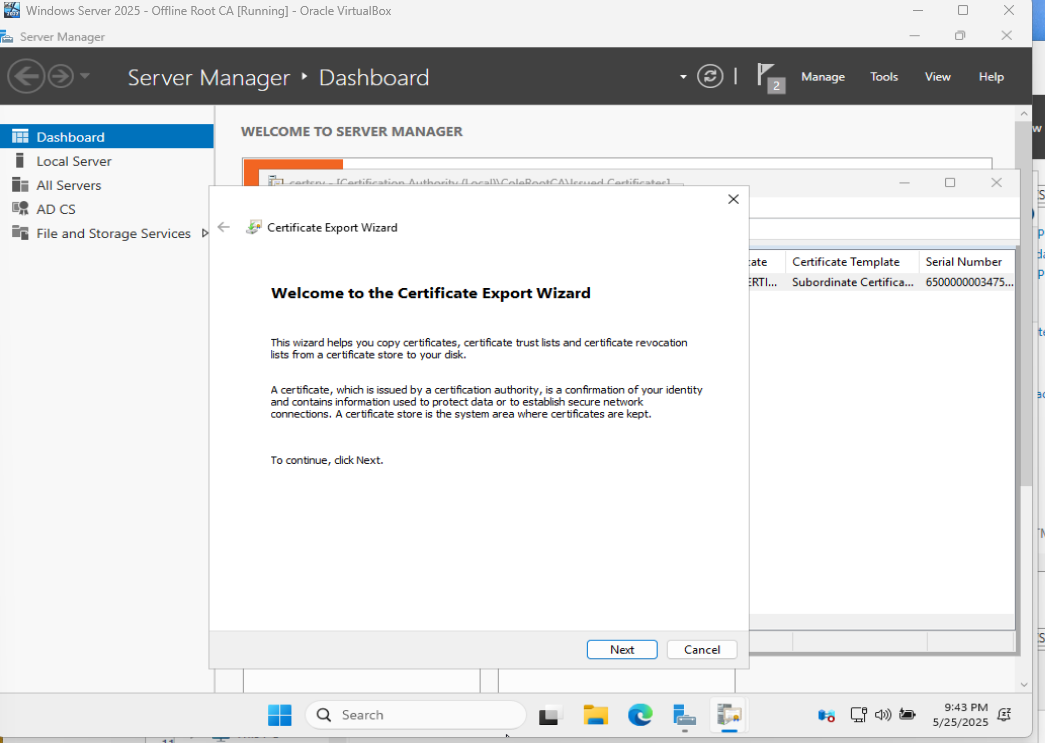 Windows Server 2025 - Offline Root CA [Running] - Oracle VirtualBox
Server Manager
Server Manager ‣ Dashboard
2
Manage Tools View Help
Dashboard
Local Server
All Servers
AD CS
File and Storage Services
WELCOME TO SERVER MANAGER
certsrv - [Certification Authority (Local)\ColeRootCA\Issued Certificates]
Certificate Template Serial Number
Subordinate Certifica... 6500000003475...
Certificate Export Wizard
Welcome to the Certificate Export Wizard
This wizard helps you copy certificates, certificate trust lists and certificate revocation
lists from a certificate store to your disk.
A certificate, which is issued by a certification authority, is a confirmation of your identity
and contains information used to protect data or to establish secure network
connections. A certificate store is the system area where certificates are kept.
To continue, click Next.
Next Cancel
Search
9:43 PM
5/25/2025